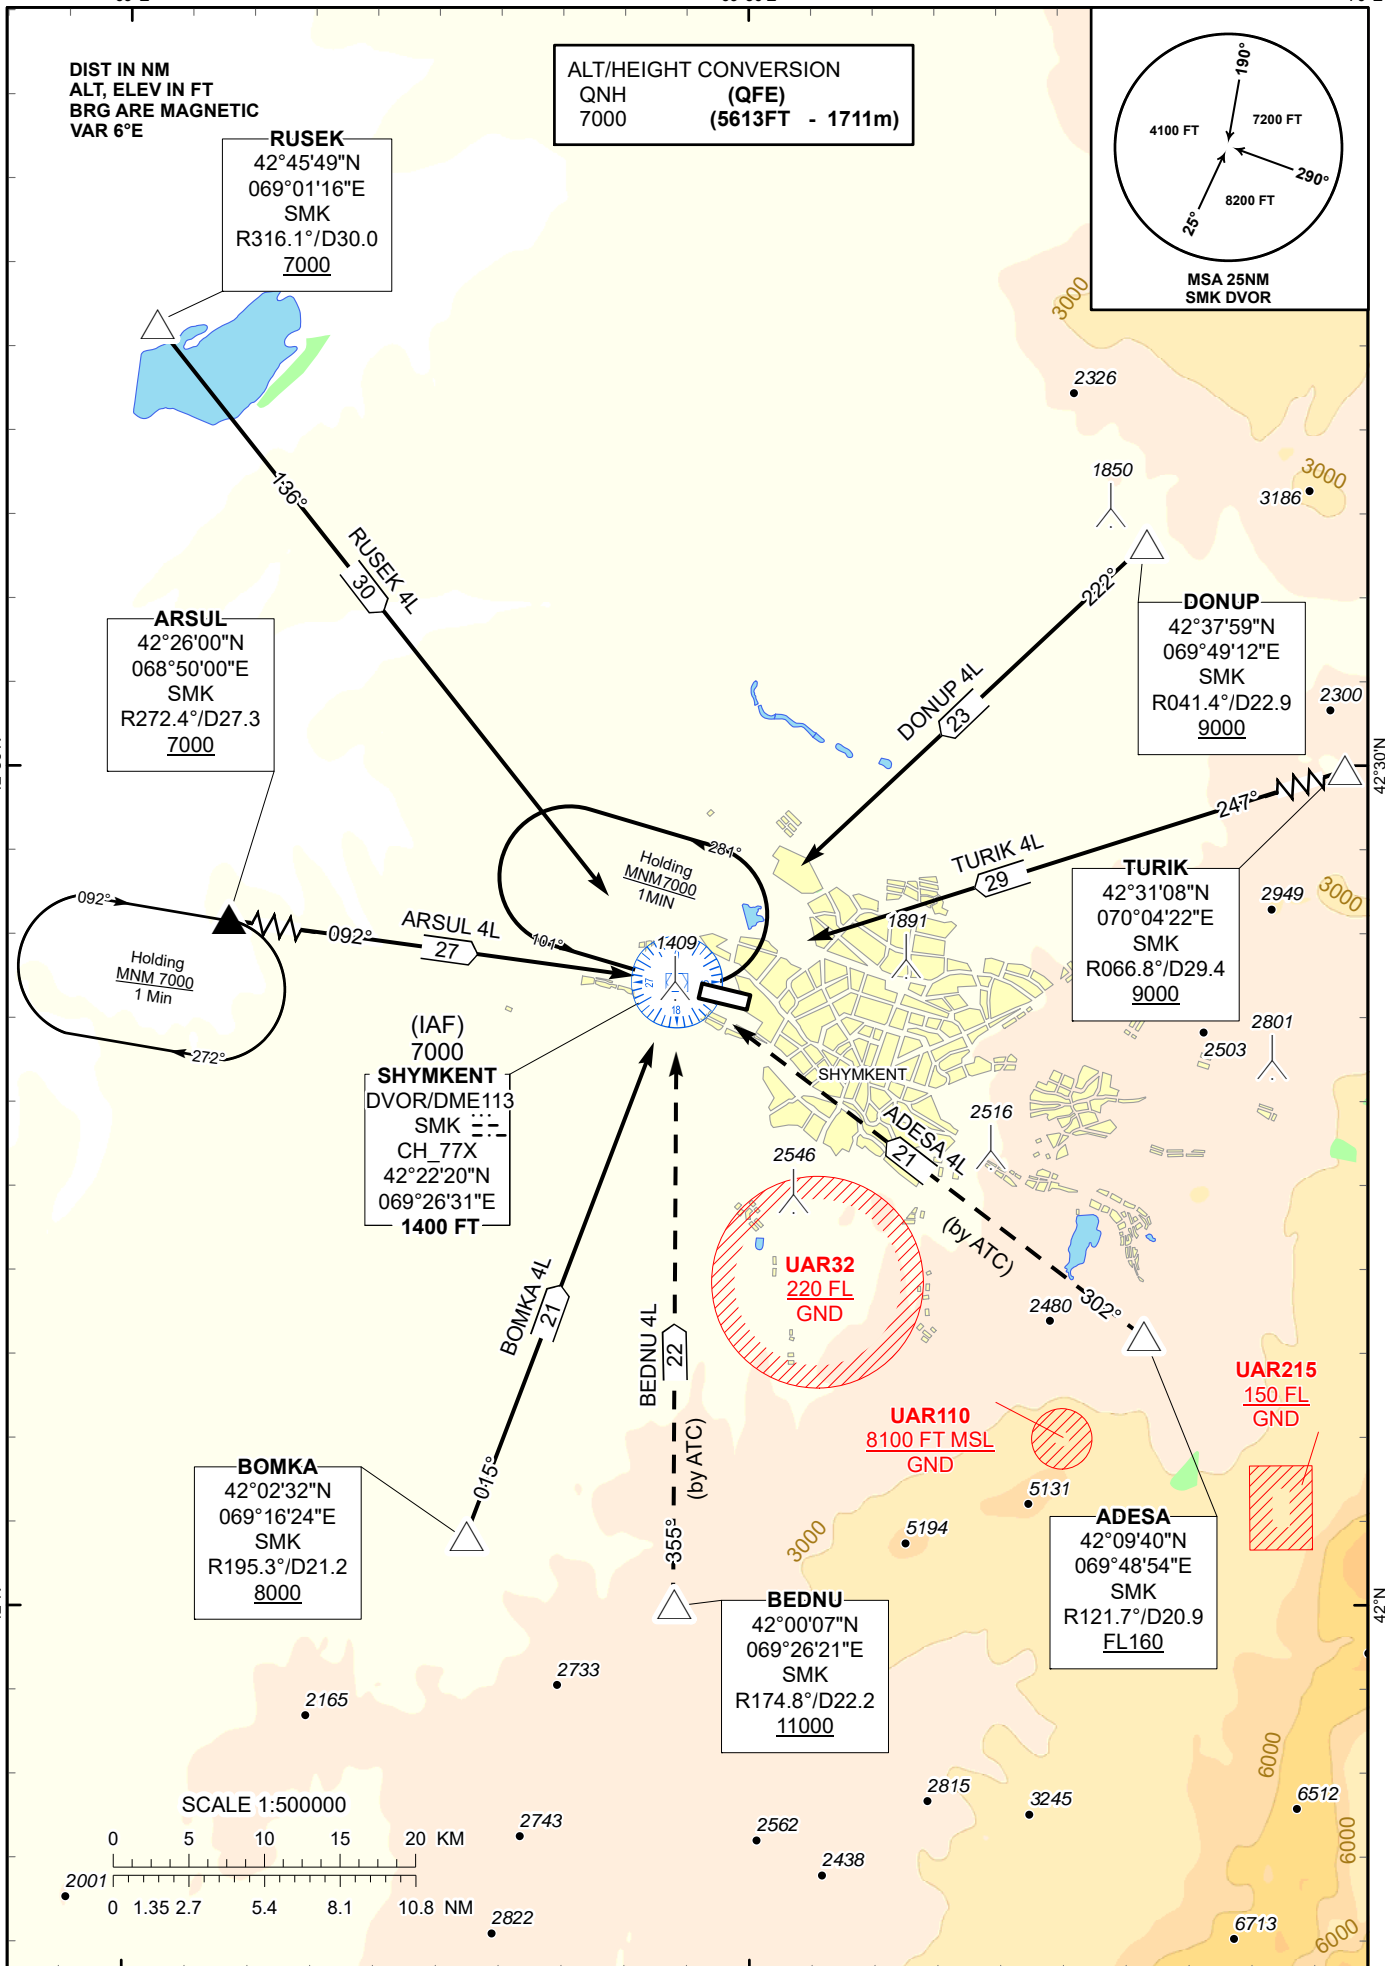 DIST IN NM
ALT, ELEV IN FT
BRG ARE MAGNETIC
VAR 6°E
ALT/HEIGHT CONVERSION
QNH (QFE)
7000 (5613FT - 1711m)
190°
4100 FT
7200 FT
290°
8200 FT
25°
MSA 25NM
SMK DVOR
RUSEK
42°45'49"N
069°01'16"E
SMK
R316.1°/D30.0
7000
3000
2326
1850
3000
3186
136°
RUSEK 4L
30
222°
DONUP 4L
23
DONUP
42°37'59"N
069°49'12"E
SMK
R041.4°/D22.9
9000
2300
42°30'N
ARSUL
42°26'00"N
068°50'00"E
SMK
R272.4°/D27.3
7000
247°
TURIK 4L
29
TURIK
42°31'08"N
070°04'22"E
SMK
R066.8°/D29.4
9000
2949
3000
281°
Holding
MNM7000
1MIN
101°
092°
Holding
MNM 7000
1 Min
272°
092°
ARSUL 4L
27
1409
27
18
1891
2503
2801
(IAF)
7000
SHYMKENT
DVOR/DME113
SMK
CH_77X
42°22'20"N
069°26'31"E
1400 FT
SHYMKENT
2516
2546
ADESA 4L
21
(by ATC)
302°
2480
UAR32
220 FL
GND
BOMKA 4L
21
015°
BEDNU 4L
22
(by ATC)
355°
UAR110
8100 FT MSL
GND
UAR215
150 FL
GND
5131
5194
3000
BOMKA
42°02'32"N
069°16'24"E
SMK
R195.3°/D21.2
8000
ADESA
42°09'40"N
069°48'54"E
SMK
R121.7°/D20.9
FL160
42°N
BEDNU
42°00'07"N
069°26'21"E
SMK
R174.8°/D22.2
11000
2733
2165
6000
2815
3245
6512
2743
2562
2438
6000
2001
2822
6713
6000
SCALE 1:500000
0 5 10 15 20 KM
0 1.35 2.7 5.4 8.1 10.8 NM